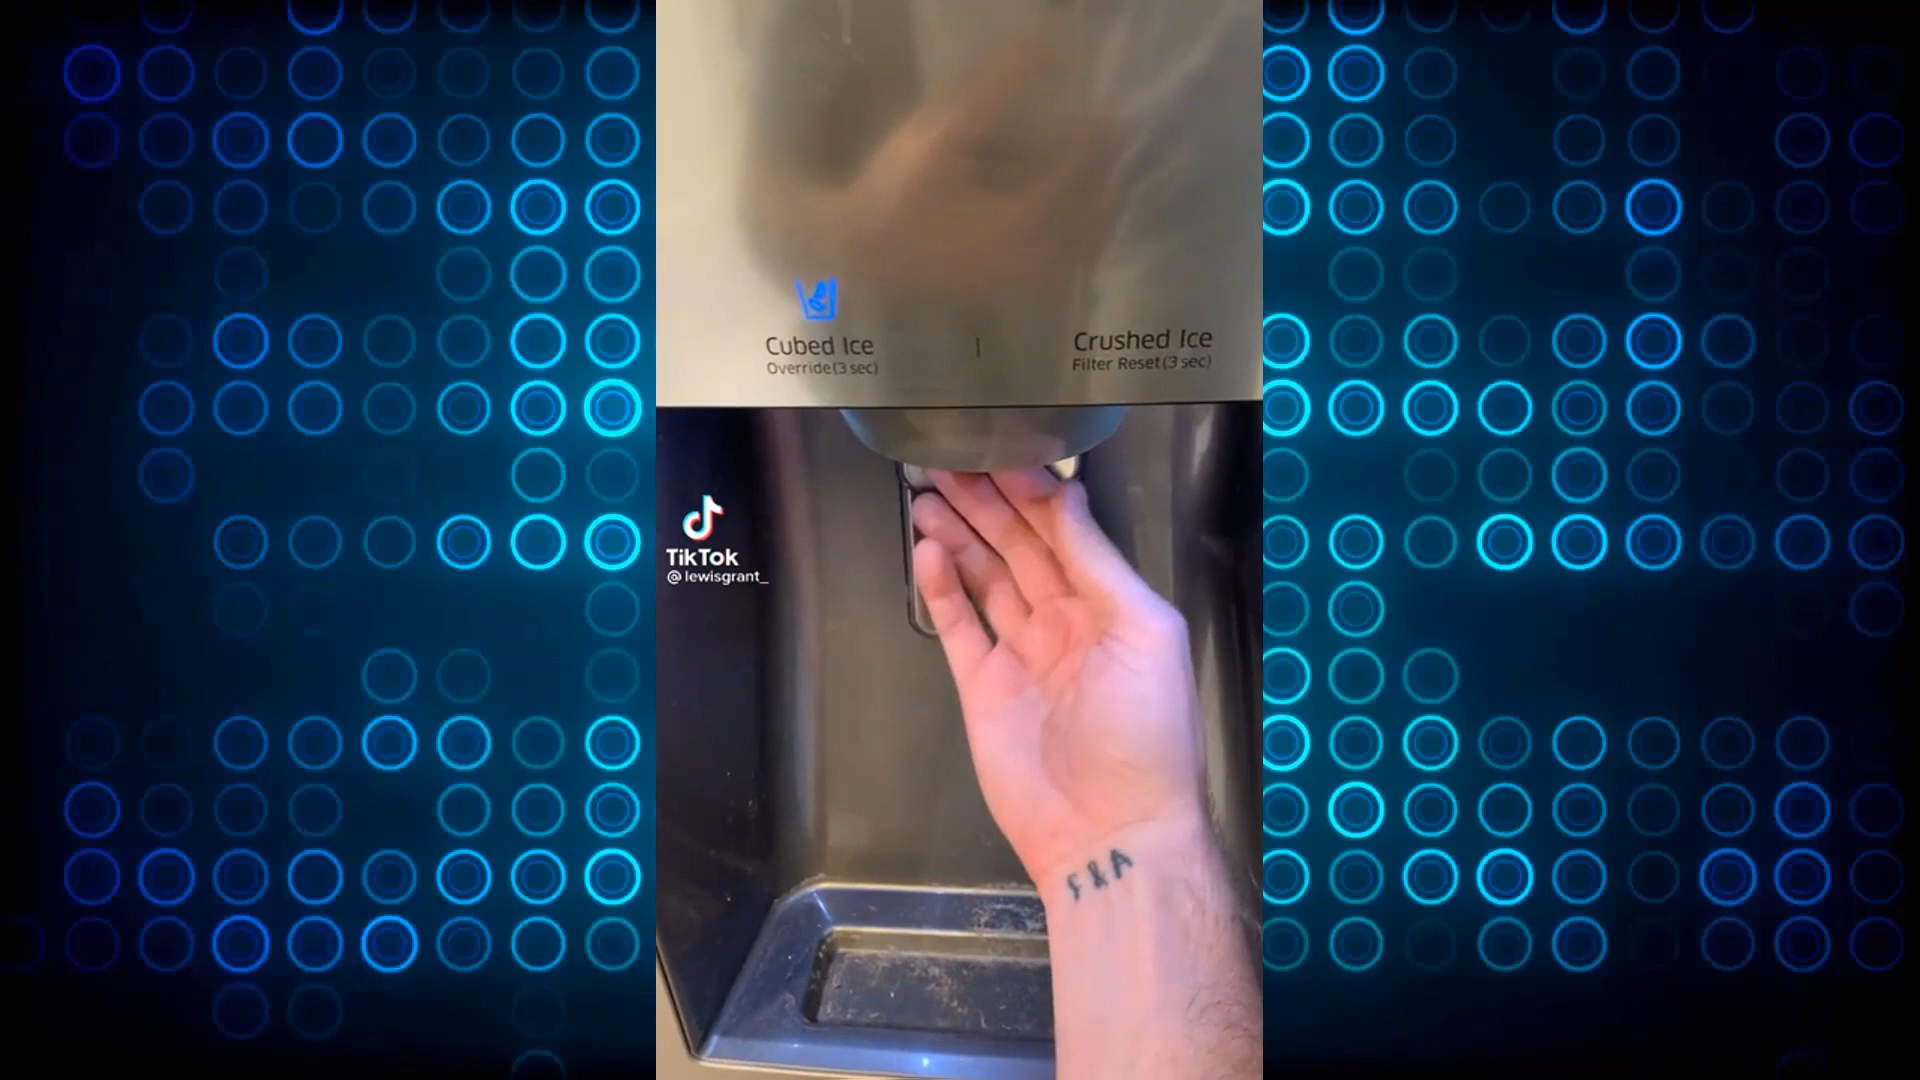 Cubed Ice | Crushed Ice
Override (3 sec) Filter Reset (3 sec)
TikTok
@lewisgrant_